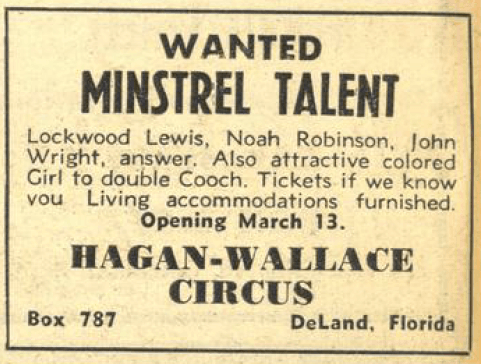 WANTED
MINSTREL TALENT
Lockwood Lewis, Noah Robinson, John
Wright, answer. Also attractive colored
Girl to double Cooch. Tickets if we know
you Living accommodations furnished.
Opening March 13.
HAGAN-WALLACE
CIRCUS
Box 787 DeLand, Florida